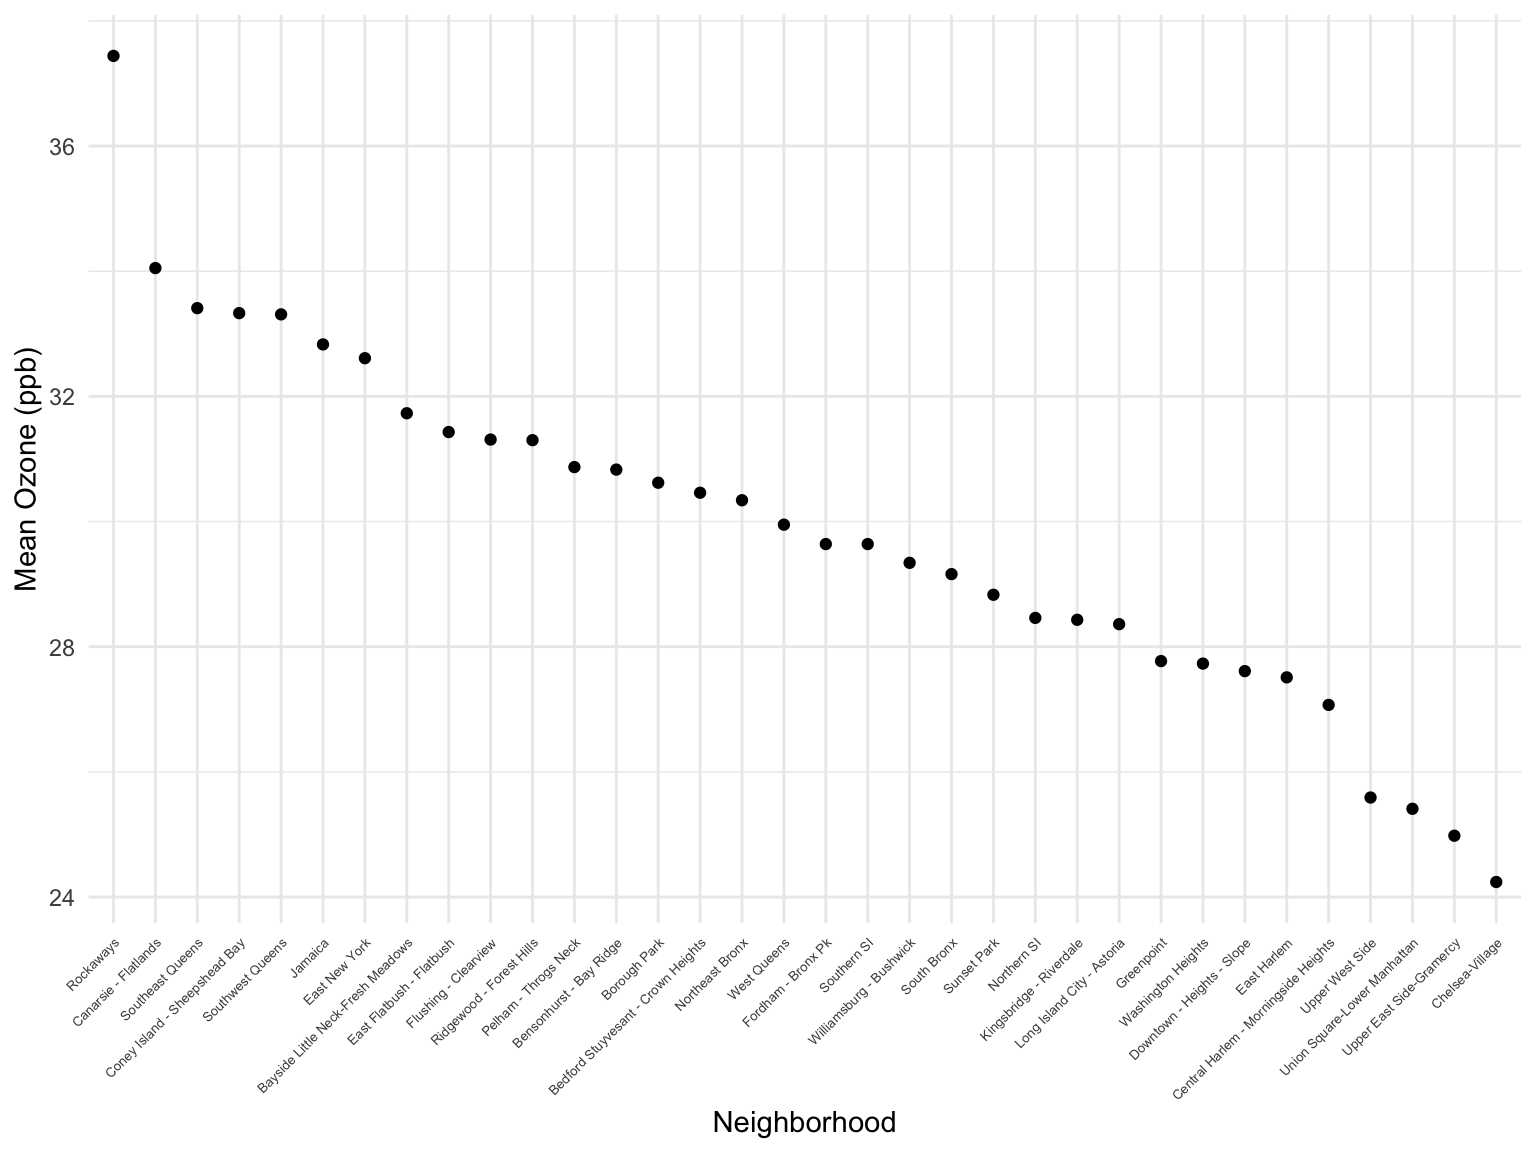 Mean Ozone (ppb)
36
32
28
24
Rockaways
Canarsie - Flatlands
Southeast Queens
Coney Island - Sheepshead Bay
Southwest Queens
Jamaica
East New York
Bayside Little Neck-Fresh Meadows
East Flatbush - Flatbush
Flushing - Clearview
Ridgewood - Forest Hills
Pelham - Throgs Neck
Bensonhurst - Bay Ridge
Borough Park
Bedford Stuyvesant - Crown Heights
Northeast Bronx
West Queens
Fordham - Bronx Pk
Southern SI
Williamsburg - Bushwick
South Bronx
Sunset Park
Northern SI
Kingsbridge - Riverdale
Long Island City - Astoria
Greenpoint
Washington Heights
Downtown - Heights - Slope
East Harlem
Central Harlem - Morningside Heights
Upper West Side
Union Square-Lower Manhattan
Upper East Side-Gramercy
Chelsea-Village
Neighborhood